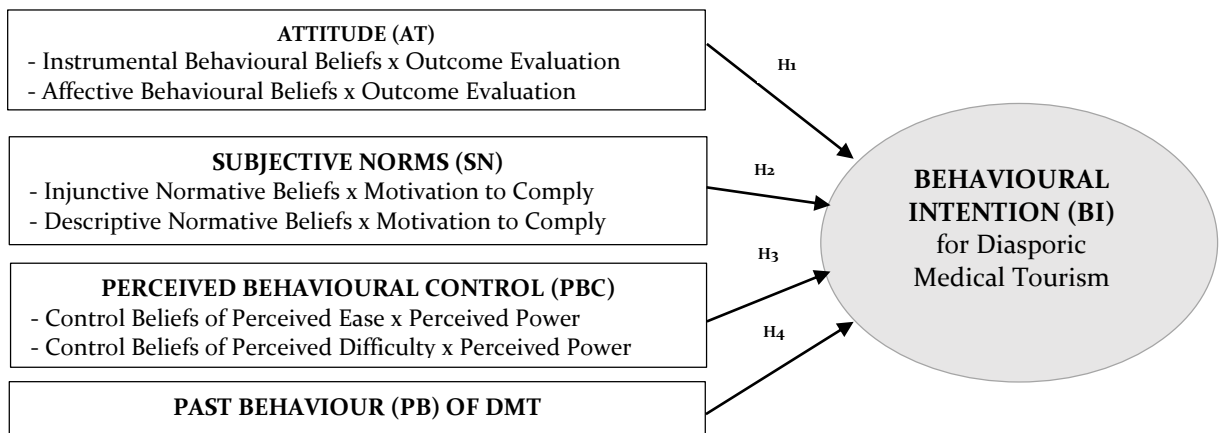 ATTITUDE (AT)
- Instrumental Behavioural Beliefs x Outcome Evaluation
- Affective Behavioural Beliefs x Outcome Evaluation
H1
SUBJECTIVE NORMS (SN)
- Injunctive Normative Beliefs x Motivation to Comply
- Descriptive Normative Beliefs x Motivation to Comply
H2
PERCEIVED BEHAVIOURAL CONTROL (PBC)
- Control Beliefs of Perceived Ease x Perceived Power
- Control Beliefs of Perceived Difficulty x Perceived Power
H3
PAST BEHAVIOUR (PB) OF DMT
H4
BEHAVIOURAL
INTENTION (BI)
for Diasporic
Medical Tourism